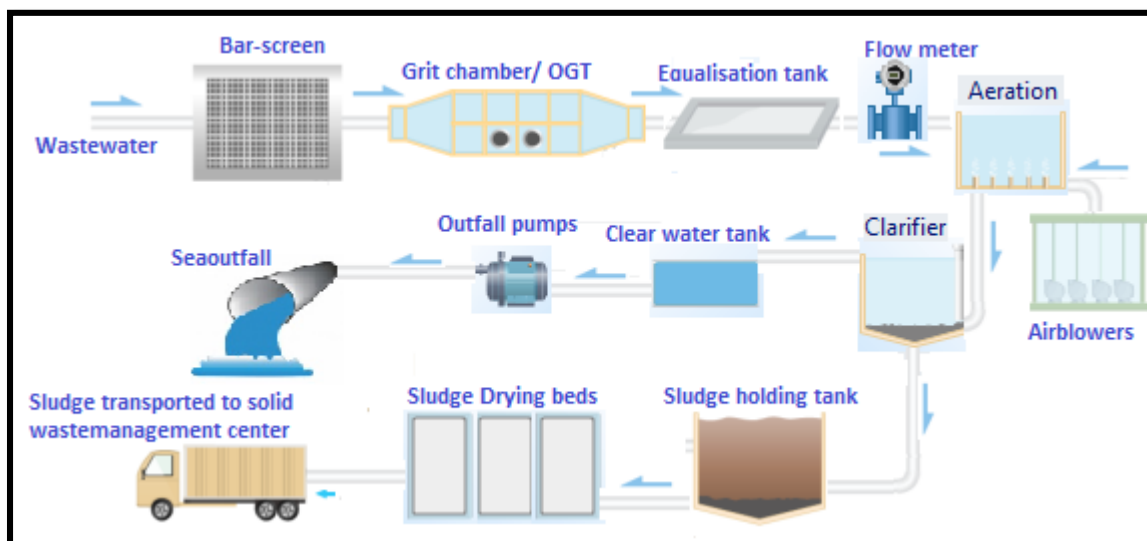 Bar-screen
Grit chamber/ OGT
Equalisation tank
Flow meter
Aeration
Wastewater
Seaoutfall
Outfall pumps
Clear water tank
Clarifier
Airblowers
Sludge transported to solid
wastemanagement center
Sludge Drying beds
Sludge holding tank